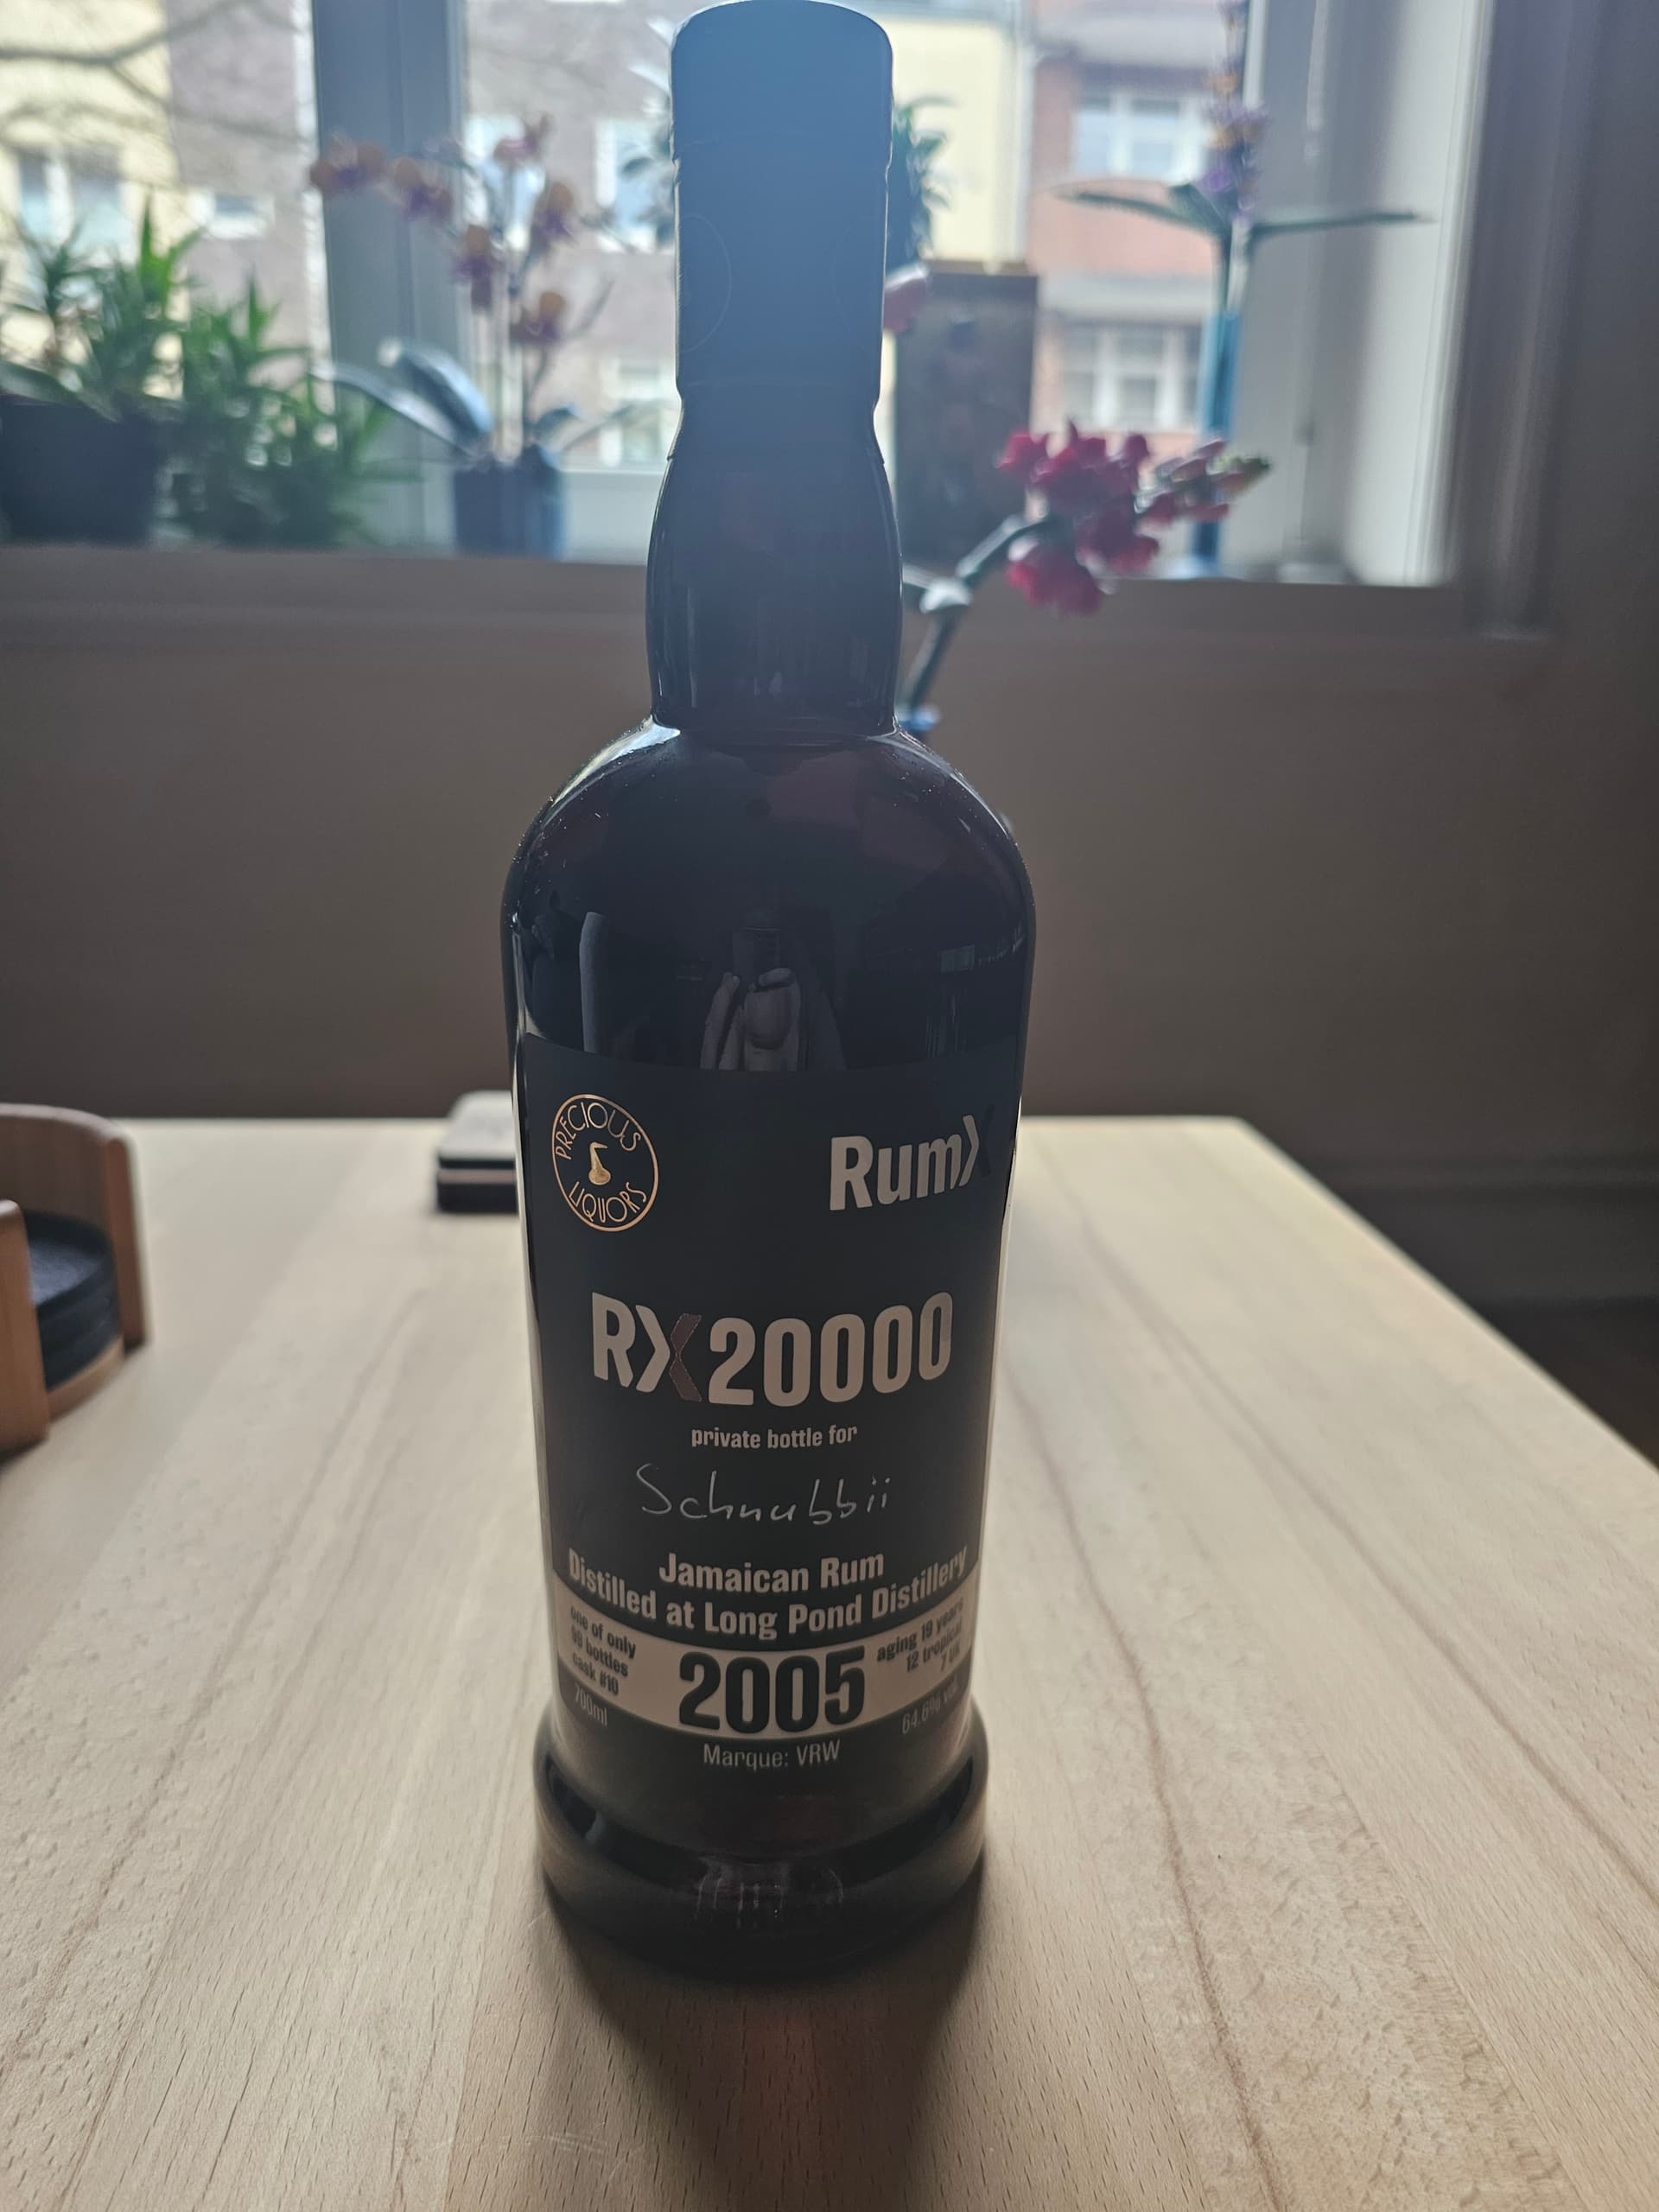 PRECIOUS
LIQUORS
RumX
RX20000
private bottle for
Schnubbii
Jamaican Rum
Distilled at Long Pond Distillery
one of only
99 bottles
cask #10
700ml
2005
aging 19 years
12 tropical
7 UK
64.6% vol
Marque: VRW